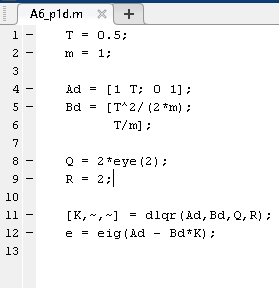 A6_p1d.m × +
1 - T = 0.5;
2 - m = 1;
3
4 - Ad = [1 T; 0 1];
5 - Bd = [T^2/(2*m);
6 T/m];
7
8 - Q = 2*eye(2);
9 - R = 2;
10
11 - [K,~,~] = dlqr(Ad,Bd,Q,R);
12 - e = eig(Ad - Bd*K);
13